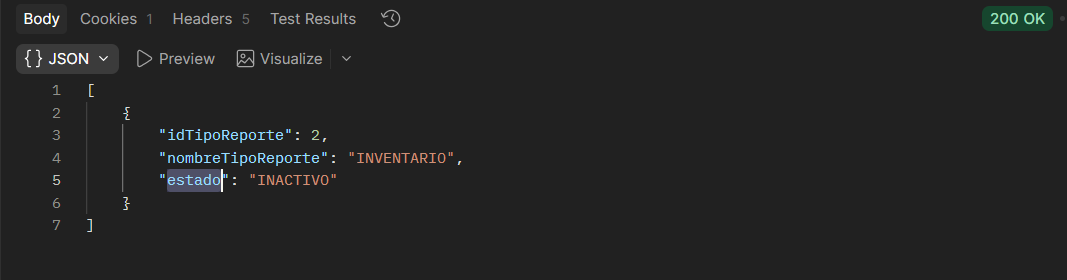 Body Cookies 1 Headers 5 Test Results 200 OK
{} JSON Preview Visualize
1 [
2 {
3 "idTipoReporte": 2,
4 "nombreTipoReporte": "INVENTARIO",
5 "estado": "INACTIVO"
6 }
7 ]